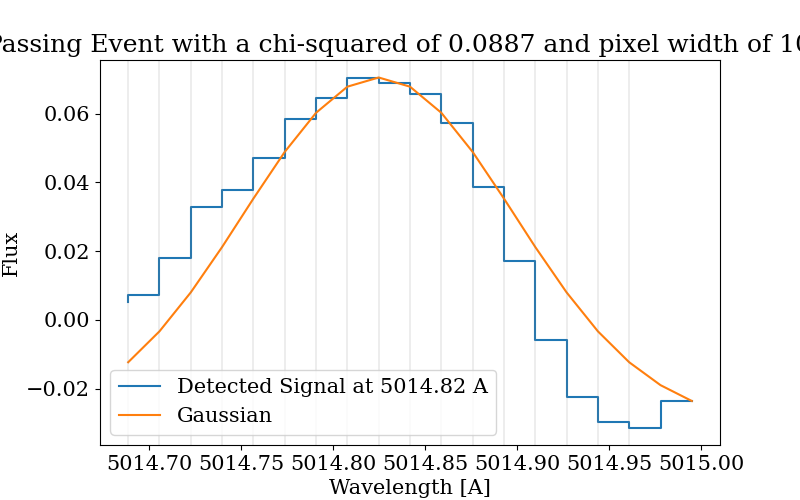 Passing Event with a chi-squared of 0.0887 and pixel width of 10
Flux
0.06
0.04
0.02
0.00
−0.02
Detected Signal at 5014.82 A
Gaussian
5014.70 5014.75 5014.80 5014.85 5014.90 5014.95 5015.00
Wavelength [A]